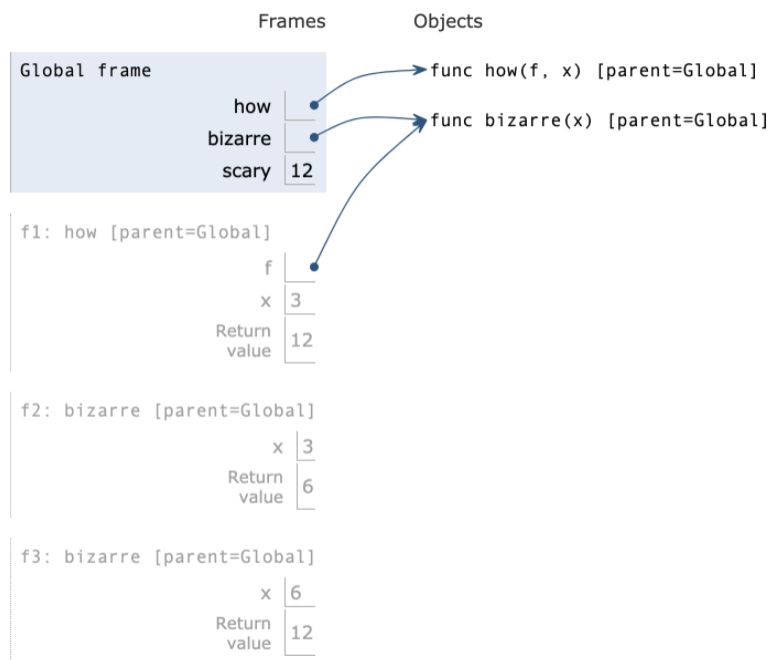 Frames Objects
Global frame
func how(f, x) [parent=Global]
how
func bizarre(x) [parent=Global]
bizarre
scary 12
f1: how [parent=Global]
f
x 3
Return
value 12
f2: bizarre [parent=Global]
x 3
Return
value 6
f3: bizarre [parent=Global]
x 6
Return
value 12